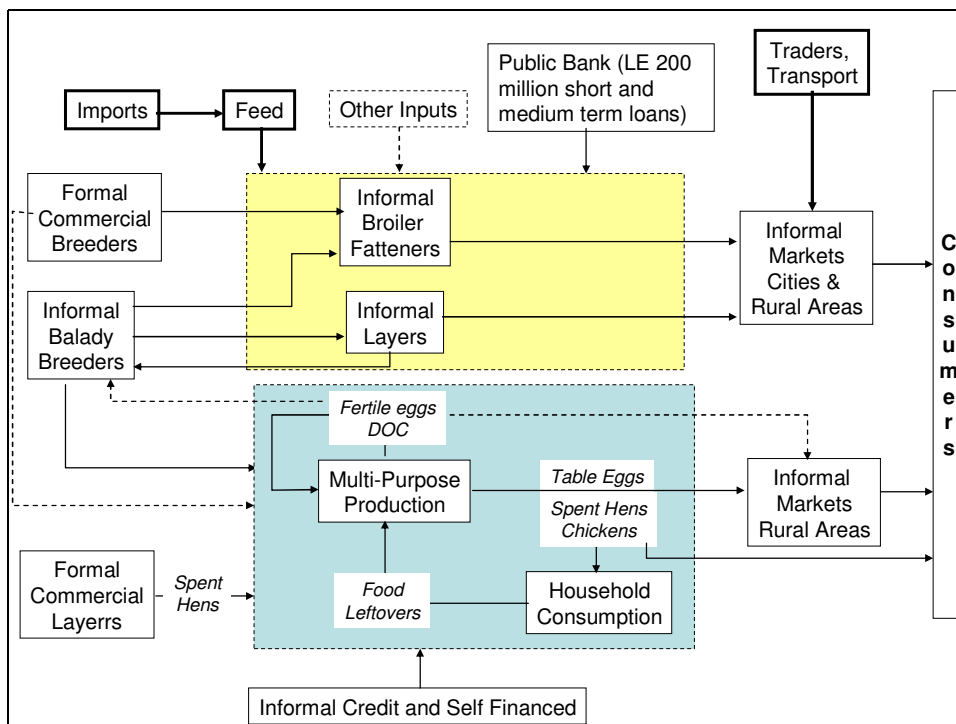 Traders,
Transport
Public Bank (LE 200
million short and
medium term loans)
Imports
Feed
Other Inputs
Formal
Commercial
Breeders
Informal
Broiler
Fatteners
Informal
Markets
Cities &
Rural Areas
Consumers
Informal
Balady
Breeders
Informal
Layers
Fertile eggs
DOC
Multi-Purpose
Production
Table Eggs
Spent Hens
Chickens
Informal
Markets
Rural Areas
Formal
Commercial
Layerrs
Spent
Hens
Food
Leftovers
Household
Consumption
Informal Credit and Self Financed